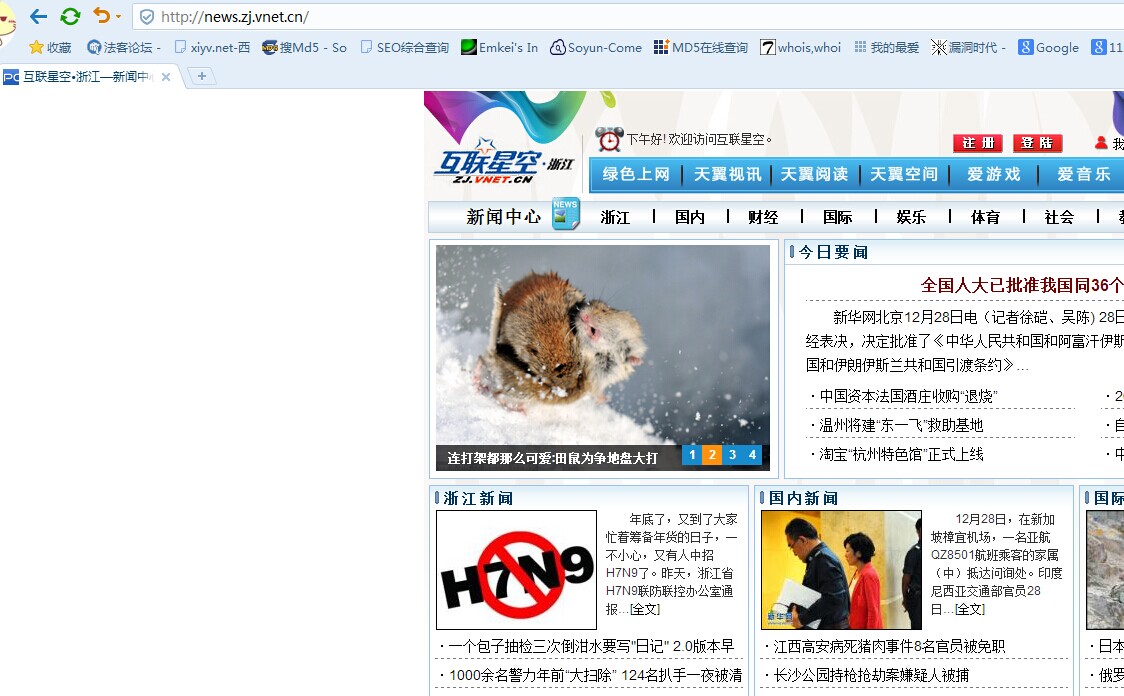 http://news.zj.vnet.cn/
收藏 法客论坛 - xiyv.net-西 搜Md5 - So SEO综合查询 Emkei's In Soyun-Come MD5在线查询 whois,whoi 我的最爱 漏洞时代 - Google 11
互联星空•浙江—新闻中
下午好! 欢迎访问互联星空。
注 册 登 陆 我
互联星空·浙江
ZJ.VNET.CN
绿色上网 天翼视讯 天翼阅读 天翼空间 爱游戏 爱音乐
新闻中心 NEWS 浙江 国内 财经 国际 娱乐 体育 社会
今日要闻
全国人大已批准我国同36个
新华网北京12月28日电（记者徐硙、吴陈) 28日
经表决，决定批准了《中华人民共和国和阿富汗伊斯
国和伊朗伊斯兰共和国引渡条约》...
·中国资本法国酒庄收购“退烧”
·温州将建“东一飞”救助基地
·淘宝“杭州特色馆”正式上线
连打架都那么可爱:田鼠为争地盘大打
1 2 3 4
浙江新闻
H7N9
年底了，又到了大家
忙着筹备年货的日子，一
不小心，又有人中招
H7N9了。昨天，浙江省
H7N9联防联控办公室通
报...[全文]
·一个包子抽检三次倒泔水要写"日记" 2.0版本早
·1000余名警力年前“大扫除” 124名扒手一夜被清
国内新闻
新华网
12月28日，在新加
坡樟宜机场，一名亚航
QZ8501航班乘客的家属
（中）抵达问询处。印度
尼西亚交通部官员28
日...[全文]
·江西高安病死猪肉事件8名官员被免职
·长沙公园持枪抢劫案嫌疑人被捕
国际
·日本
·俄罗